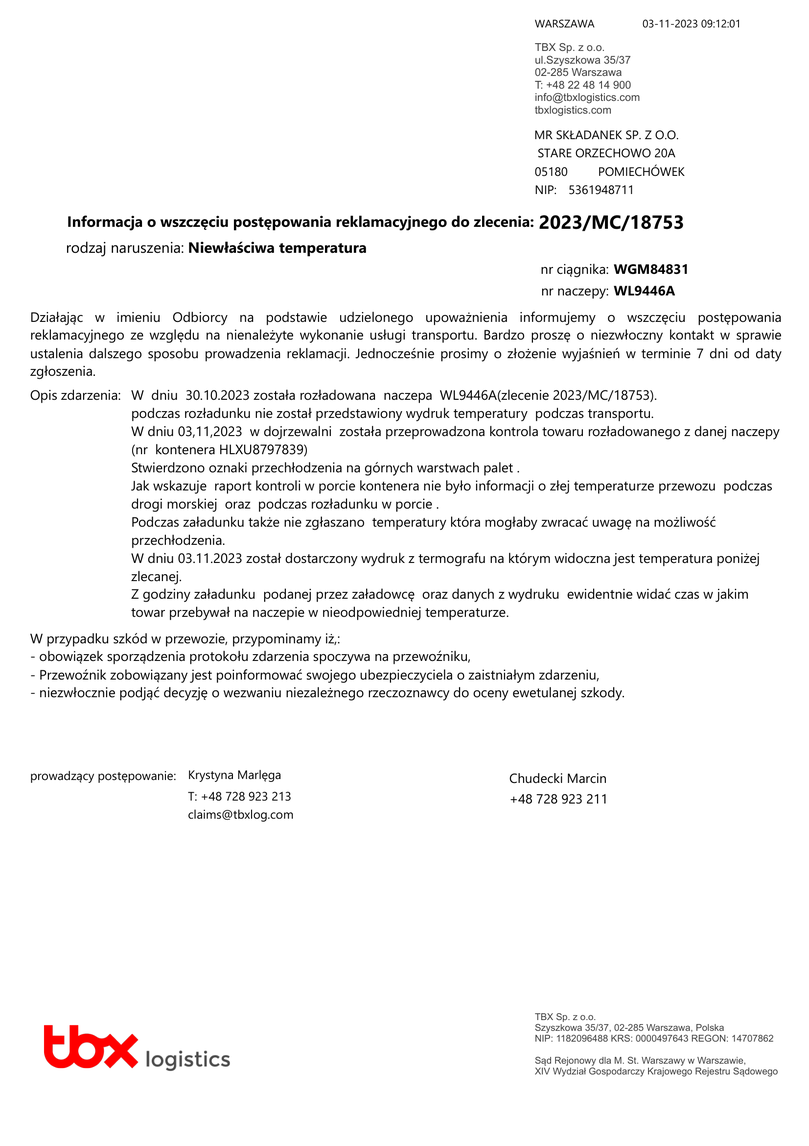 WARSZAWA 03-11-2023 09:12:01
TBX Sp. z o.o.
ul.Szyszkowa 35/37
02-285 Warszawa
T: +48 22 48 14 900
info@tbxlogistics.com
tbxlogistics.com
MR SKŁADANEK SP. Z O.O.
STARE ORZECHOWO 20A
05180 POMIECHÓWEK
NIP: 5361948711
Informacja o wszczęciu postępowania reklamacyjnego do zlecenia: 2023/MC/18753
rodzaj naruszenia: Niewłaściwa temperatura
nr ciągnika: WGM84831
nr naczepy: WL9446A
Działając w imieniu Odbiorcy na podstawie udzielonego upoważnienia informujemy o wszczęciu postępowania
reklamacyjnego ze względu na nienależyte wykonanie usługi transportu. Bardzo proszę o niezwłoczny kontakt w sprawie
ustalenia dalszego sposobu prowadzenia reklamacji. Jednocześnie prosimy o złożenie wyjaśnień w terminie 7 dni od daty
zgłoszenia.
Opis zdarzenia: W dniu 30.10.2023 została rozładowana naczepa WL9446A(zlecenie 2023/MC/18753).
podczas rozładunku nie został przedstawiony wydruk temperatury podczas transportu.
W dniu 03,11,2023 w dojrzewalni została przeprowadzona kontrola towaru rozładowanego z danej naczepy
(nr kontenera HLXU8797839)
Stwierdzono oznaki przechłodzenia na górnych warstwach palet .
Jak wskazuje raport kontroli w porcie kontenera nie było informacji o złej temperaturze przewozu podczas
drogi morskiej oraz podczas rozładunku w porcie .
Podczas załadunku także nie zgłaszano temperatury która mogłaby zwracać uwagę na możliwość
przechłodzenia.
W dniu 03.11.2023 został dostarczony wydruk z termografu na którym widoczna jest temperatura poniżej
zlecanej.
Z godziny załadunku podanej przez załadowcę oraz danych z wydruku ewidentnie widać czas w jakim
towar przebywał na naczepie w nieodpowiedniej temperaturze.
W przypadku szkód w przewozie, przypominamy iż,:
- obowiązek sporządzenia protokołu zdarzenia spoczywa na przewoźniku,
- Przewoźnik zobowiązany jest poinformować swojego ubezpieczyciela o zaistniałym zdarzeniu,
- niezwłocznie podjąć decyzję o wezwaniu niezależnego rzeczoznawcy do oceny ewetulanej szkody.
prowadzący postępowanie: Krystyna Marlęga
T: +48 728 923 213
claims@tbxlog.com
Chudecki Marcin
+48 728 923 211
tbx logistics
TBX Sp. z o.o.
Szyszkowa 35/37, 02-285 Warszawa, Polska
NIP: 1182096488 KRS: 0000497643 REGON: 14707862
Sąd Rejonowy dla M. St. Warszawy w Warszawie,
XIV Wydział Gospodarczy Krajowego Rejestru Sądowego